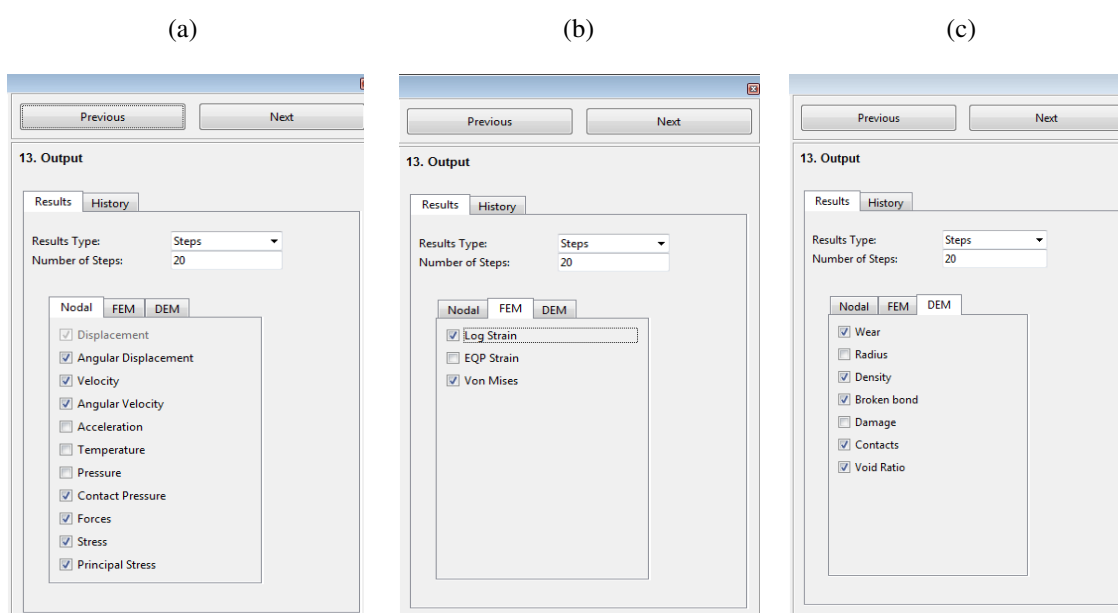 (a)
(b)
(c)
Previous
Next
13. Output
Results
History
Results Type:
Steps
Number of Steps:
20
Nodal
FEM
DEM
Displacement
Angular Displacement
Velocity
Angular Velocity
Acceleration
Temperature
Pressure
Contact Pressure
Forces
Stress
Principal Stress
Previous
Next
13. Output
Results
History
Results Type:
Steps
Number of Steps:
20
Nodal
FEM
DEM
Log Strain
EQP Strain
Von Mises
Previous
Next
13. Output
Results
History
Results Type:
Steps
Number of Steps:
20
Nodal
FEM
DEM
Wear
Radius
Density
Broken bond
Damage
Contacts
Void Ratio